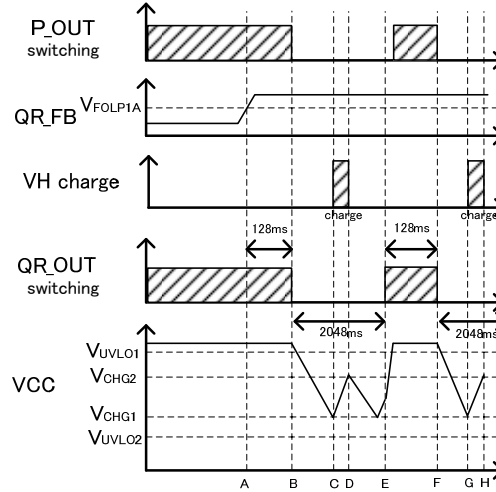 P_OUT
switching
QR_FB
VFOLP1A
VH charge
charge
charge
128ms
128ms
QR_OUT
switching
2048ms
2048ms
VCC
VUVLO1
VCHG2
VCHG1
VUVLO2
A B C D E F G H